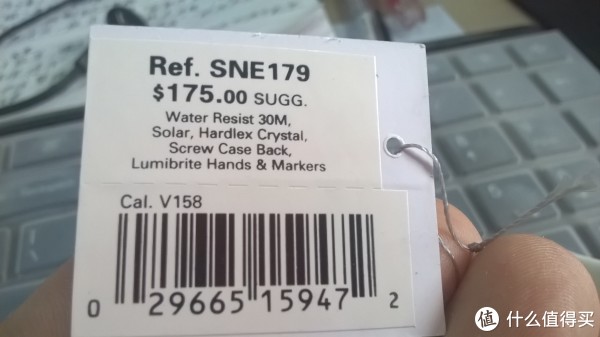 Ref. SNE179
$175.00 SUGG.
Water Resist 30M,
Solar, Hardlex Crystal,
Screw Case Back,
Lumibrite Hands & Markers
Cal. V158
0 29665 15947 2
值 什么值得买